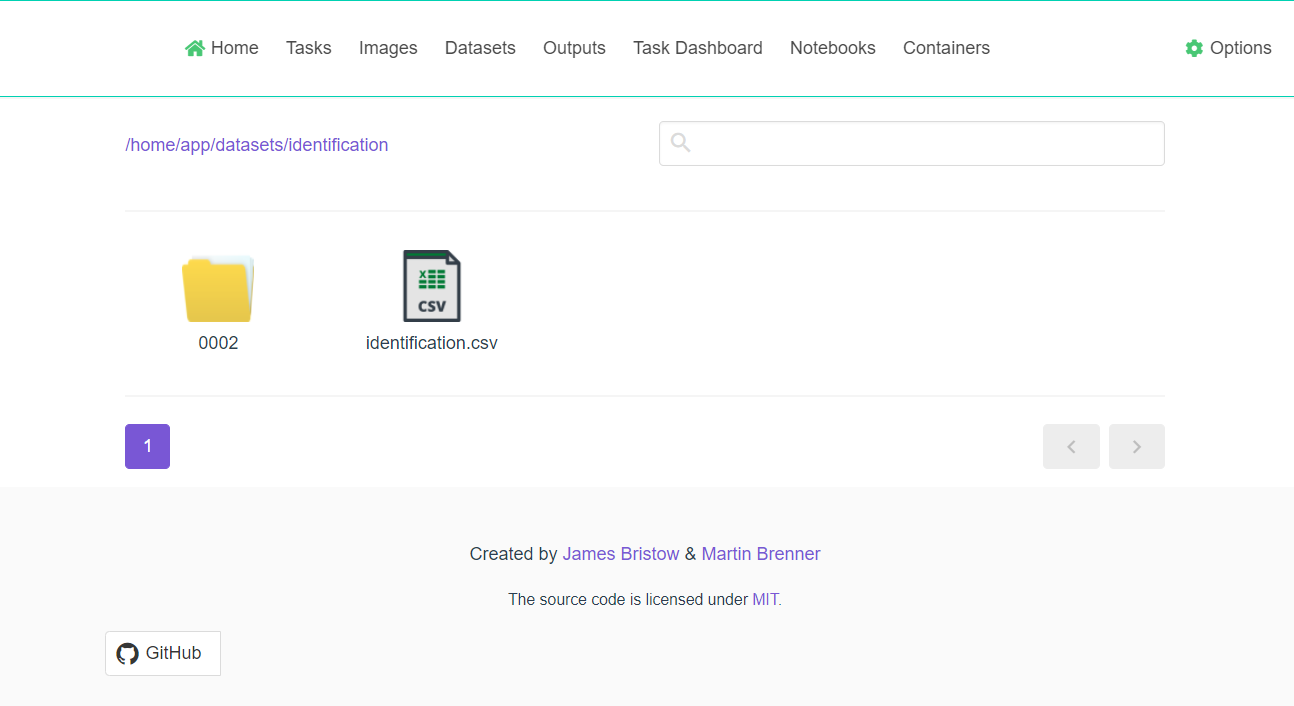 Home Tasks Images Datasets Outputs Task Dashboard Notebooks Containers Options
/home/app/datasets/identification
X
CSV
0002 identification.csv
1
Created by James Bristow & Martin Brenner
The source code is licensed under MIT.
GitHub